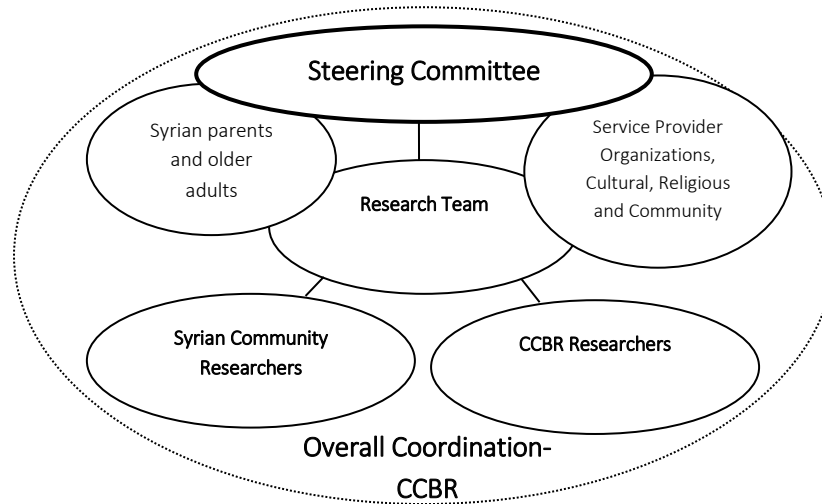 Steering Committee
Syrian parents
and older
adults
Service Provider
Organizations,
Cultural, Religious
and Community
Research Team
Syrian Community
Researchers
CCBR Researchers
Overall Coordination-
CCBR